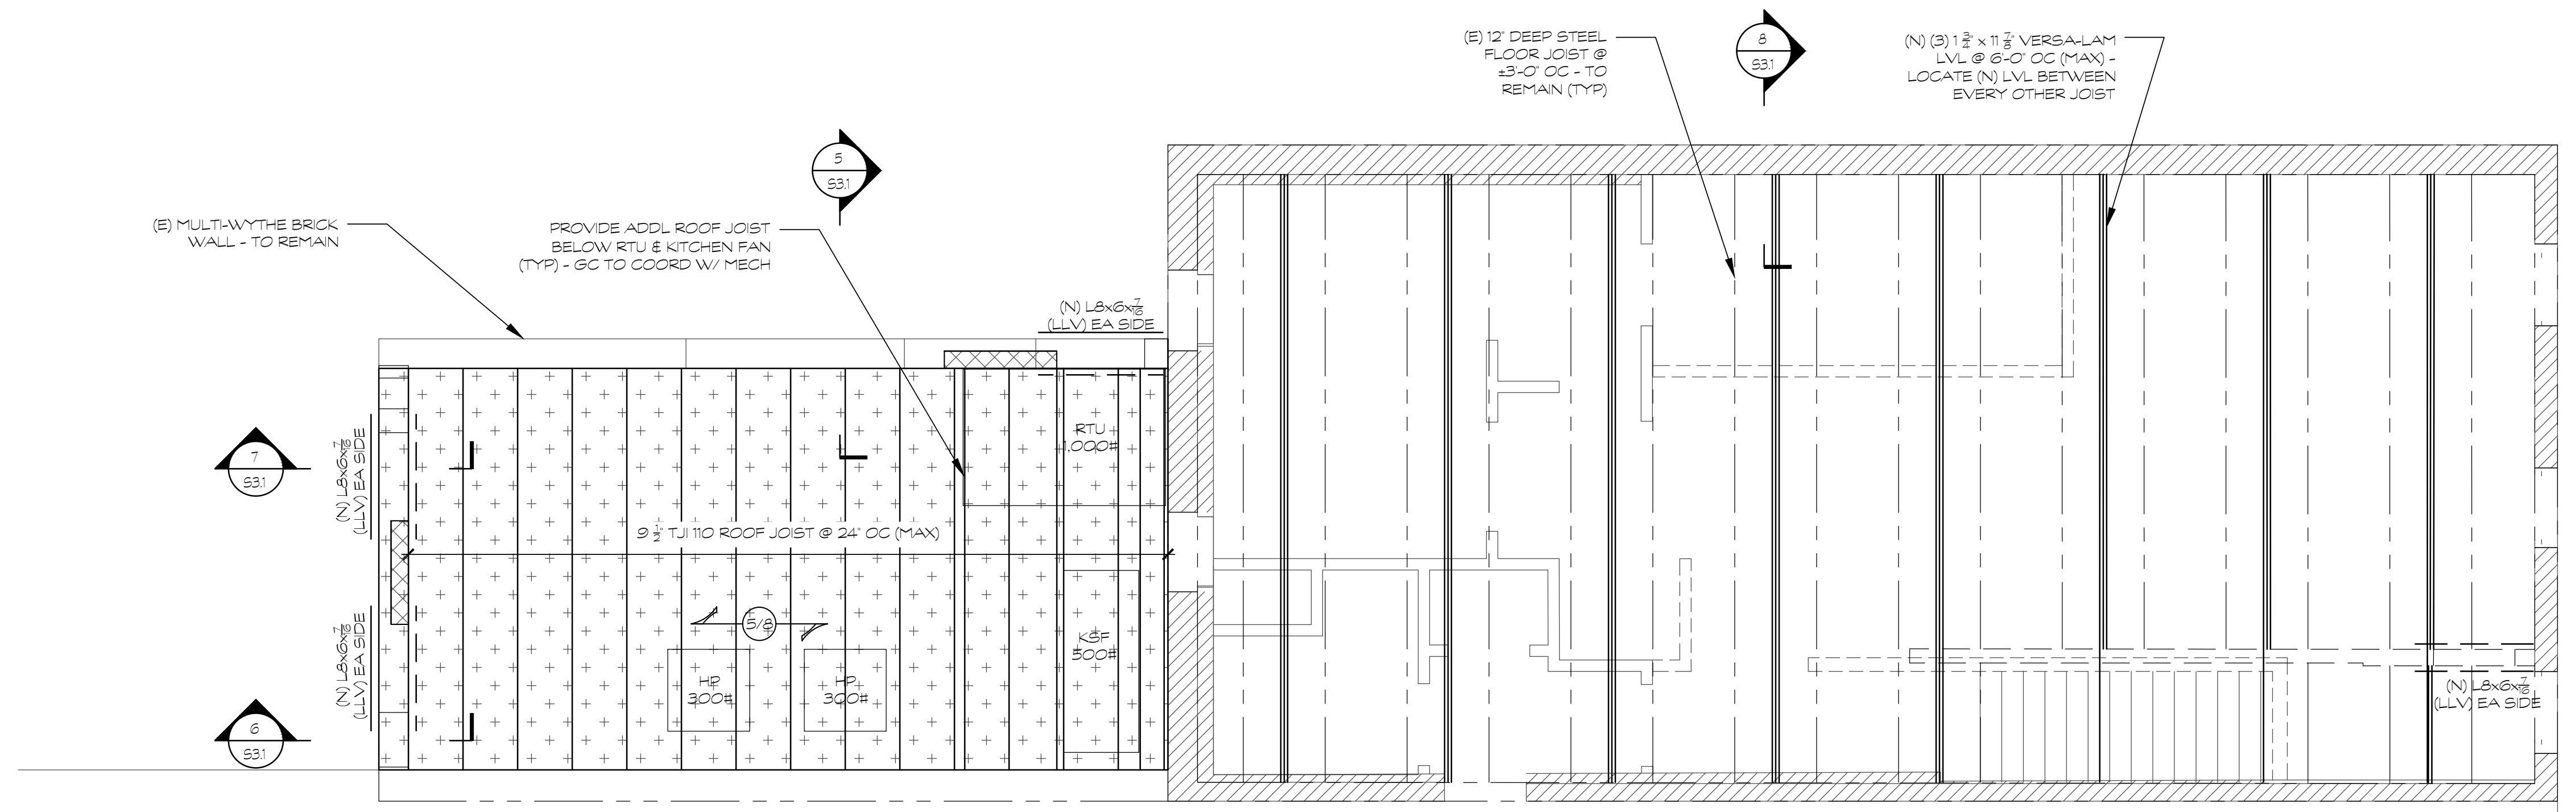 (E) 12" DEEP STEEL
FLOOR JOIST @
±3'-0" OC - TO
REMAIN (TYP)
8
S3.1
(N) (3) 1 3/4" x 11 7/8" VERSA-LAM
LVL @ 6'-0" OC (MAX) -
LOCATE (N) LVL BETWEEN
EVERY OTHER JOIST
5
S3.1
(E) MULTI-WYTHE BRICK
WALL - TO REMAIN
PROVIDE ADDL ROOF JOIST
BELOW RTU & KITCHEN FAN
(TYP) - GC TO COORD W/ MECH
(N) L8x6x7/16
(LLV) EA SIDE
7
S3.1
(N) L8x6x7/16
(LLV) EA SIDE
RTU
1,000#
9 1/2" TJI 110 ROOF JOIST @ 24" OC (MAX)
5/8
(N) L8x6x7/16
(LLV) EA SIDE
KSF
500#
HP
300#
HP
300#
6
S3.1
(N) L8x6x7/16
(LLV) EA SIDE